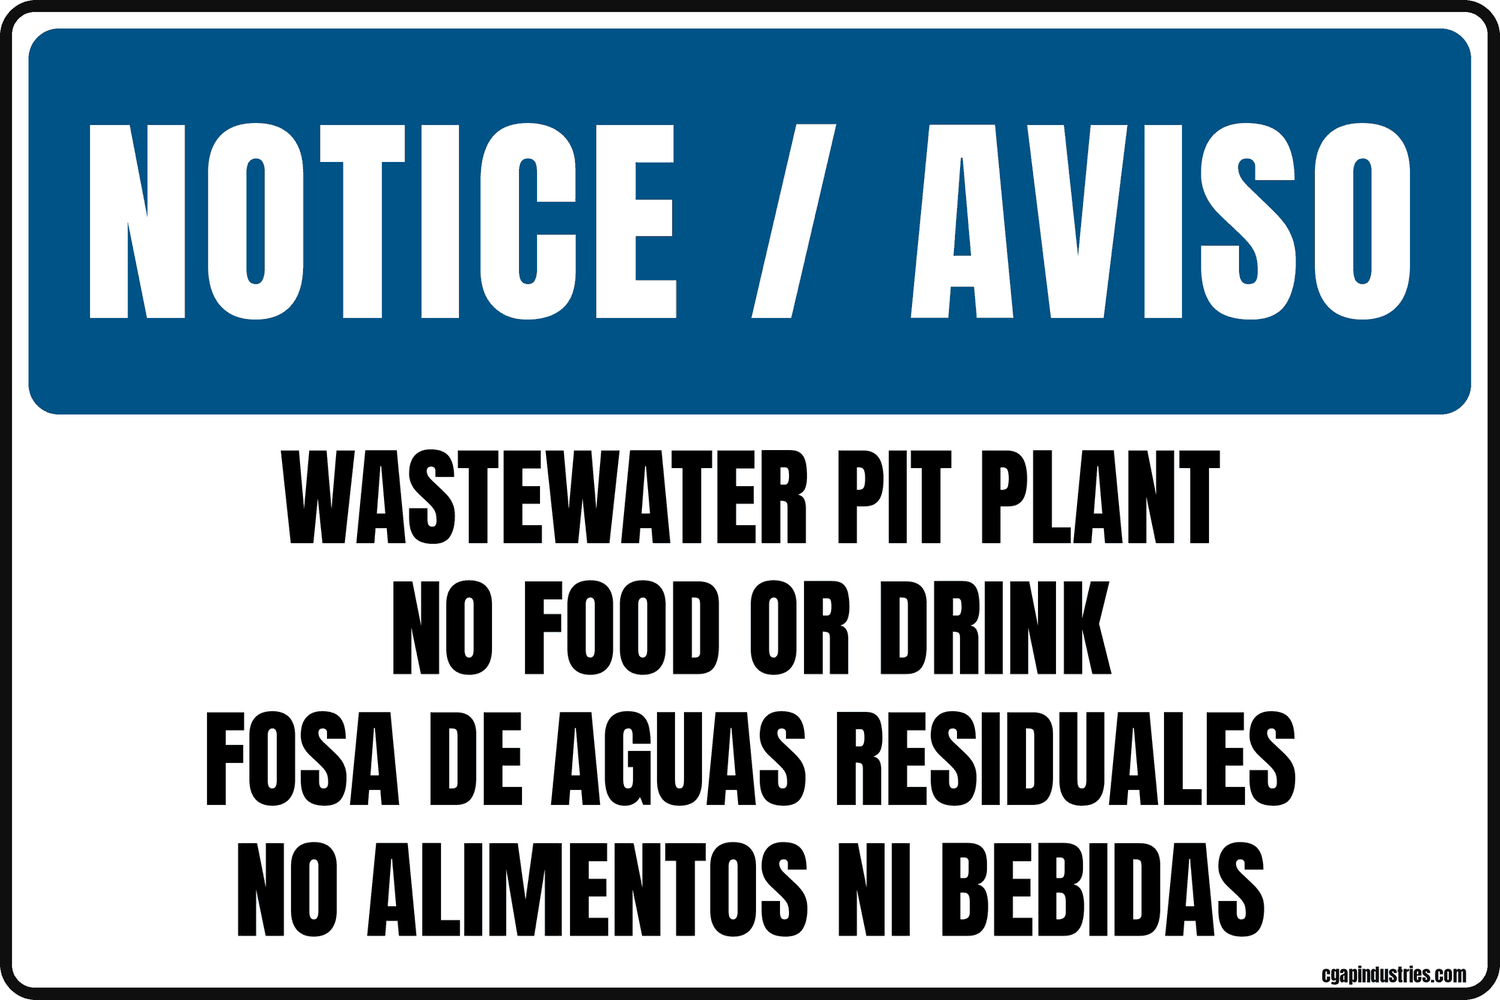 NOTICE / AVISO
WASTEWATER PIT PLANT
NO FOOD OR DRINK
FOSA DE AGUAS RESIDUALES
NO ALIMENTOS NI BEBIDAS
cgapindustries.com